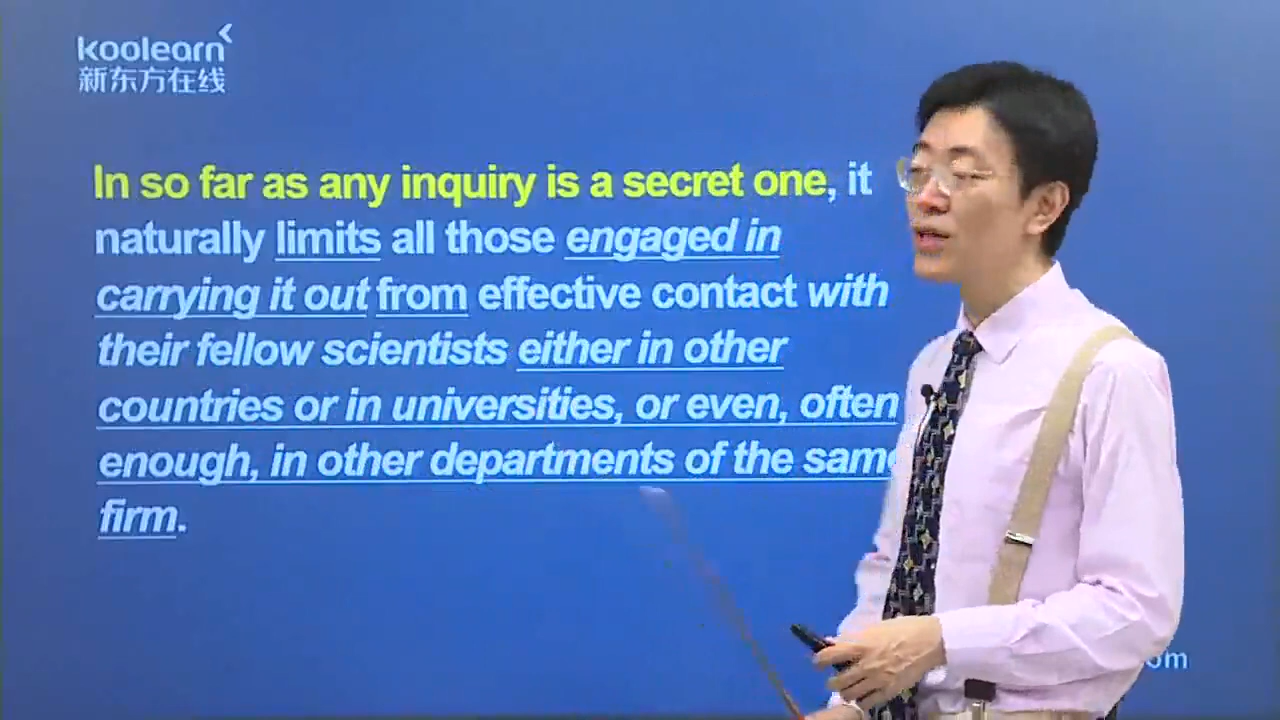 koolearn
新东方在线
In so far as any inquiry is a secret one, it
naturally limits all those engaged in
carrying it out from effective contact with
their fellow scientists either in other
countries or in universities, or even, often
enough, in other departments of the same
firm.
om